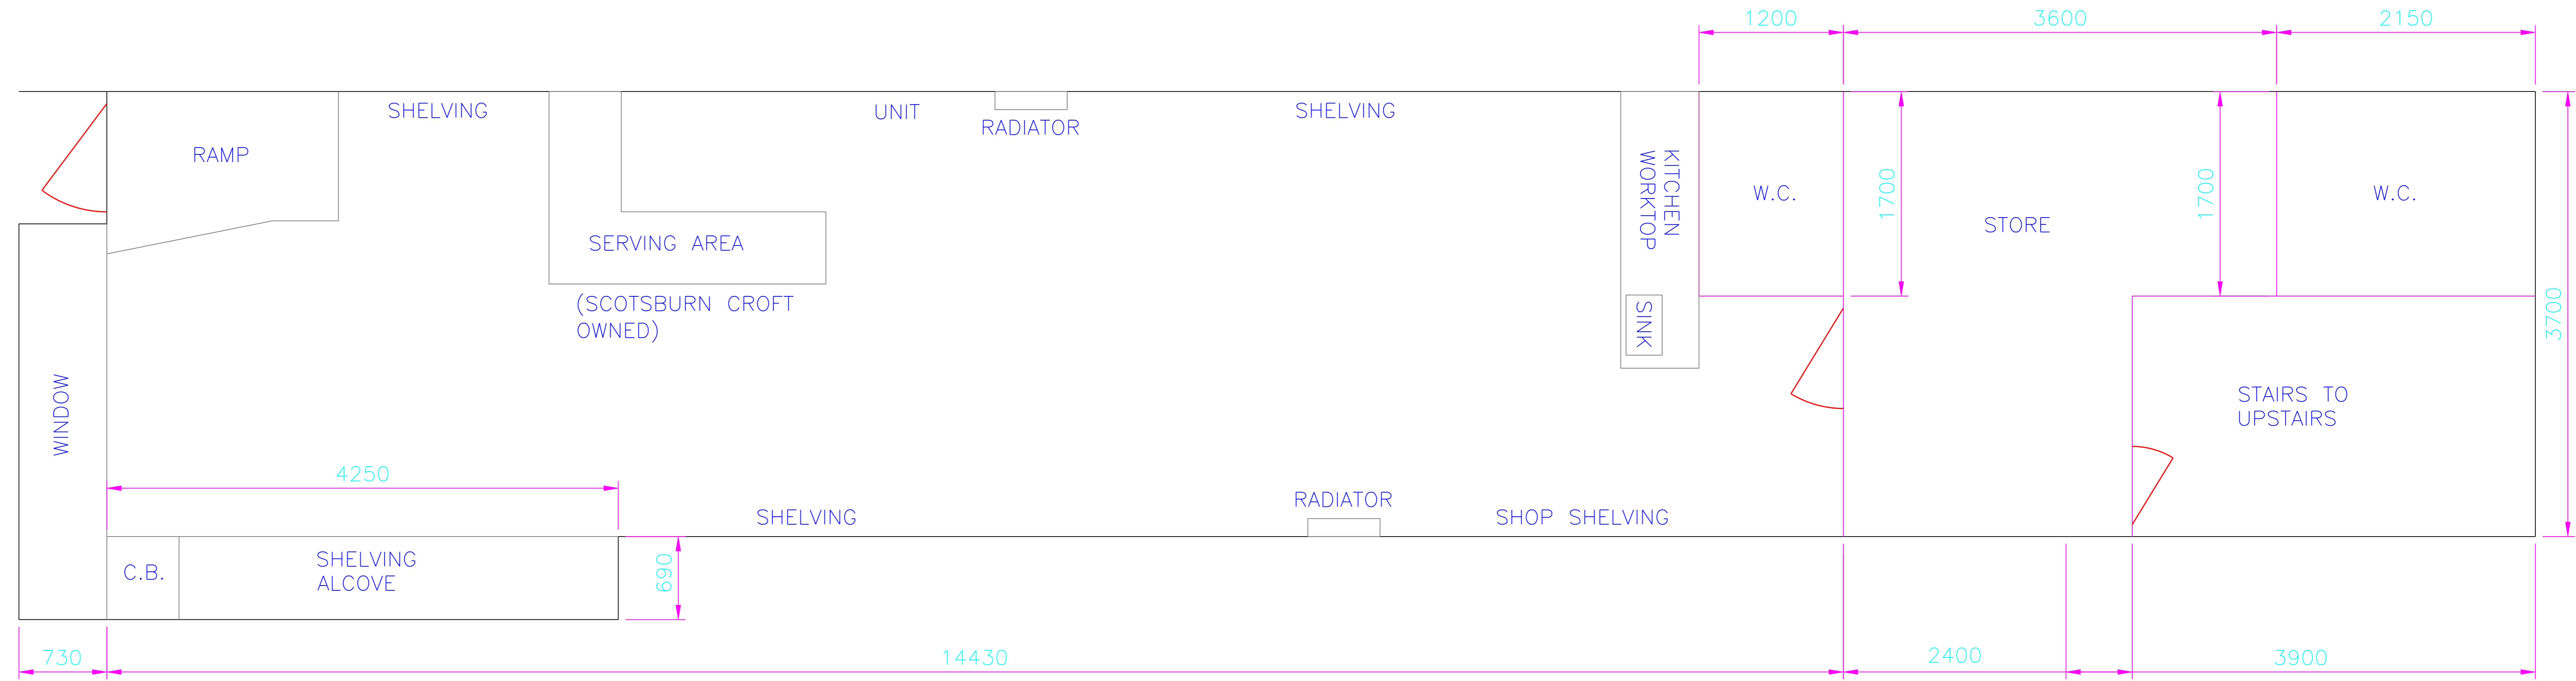 1200
3600
2150
SHELVING
UNIT
RADIATOR
SHELVING
RAMP
KITCHEN
WORKTOP
W.C.
1700
STORE
1700
W.C.
SERVING AREA
(SCOTSBURN CROFT
OWNED)
SINK
3700
WINDOW
STAIRS TO
UPSTAIRS
4250
SHELVING
RADIATOR
SHOP SHELVING
C.B.
SHELVING
ALCOVE
690
730
14430
2400
3900